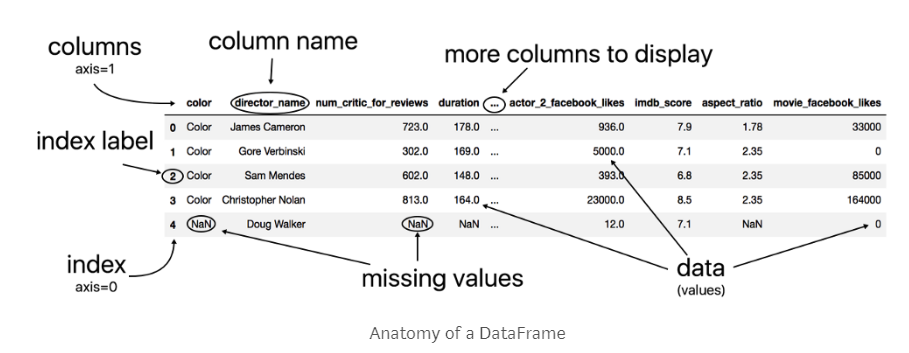 columns
axis=1
column name
more columns to display
color director_name num_critic_for_reviews duration ... actor_2_facebook_likes imdb_score aspect_ratio movie_facebook_likes
0 Color James Cameron 723.0 178.0 ... 936.0 7.9 1.78 33000
index label
1 Color Gore Verbinski 302.0 169.0 ... 5000.0 7.1 2.35 0
2 Color Sam Mendes 602.0 148.0 ... 393.0 6.8 2.35 85000
3 Color Christopher Nolan 813.0 164.0 ... 23000.0 8.5 2.35 164000
4 NaN Doug Walker NaN NaN ... 12.0 7.1 NaN 0
index
axis=0
missing values
data
(values)
Anatomy of a DataFrame